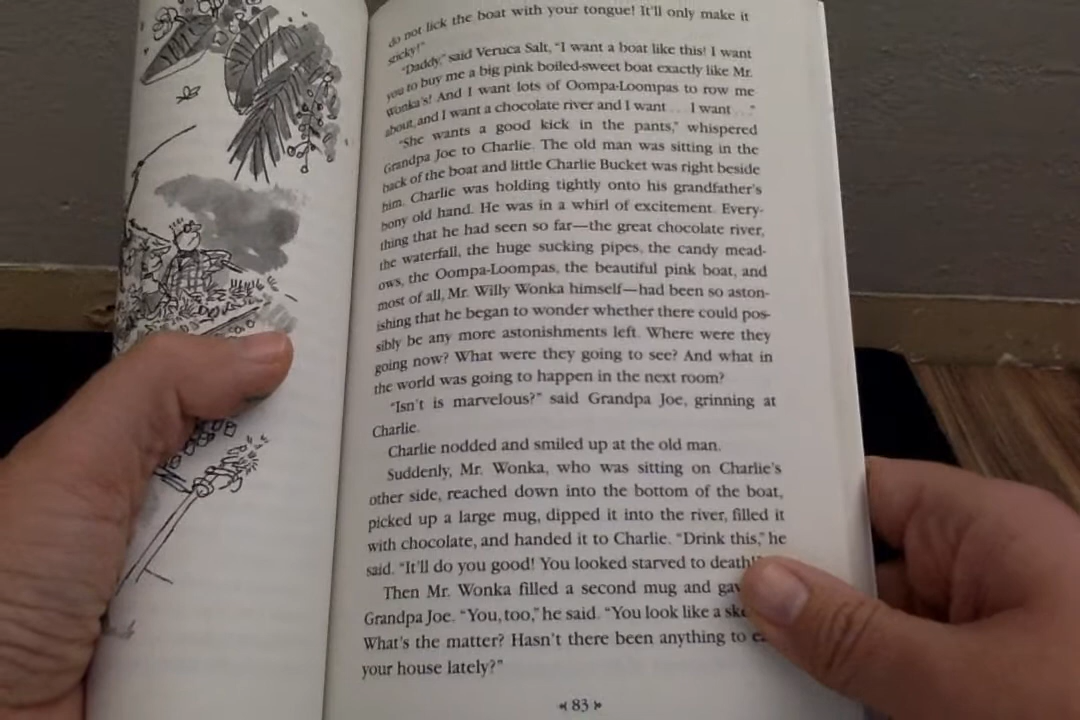 do not lick the boat with your tongue! It'll only make it
sticky!"
"Daddy," said Veruca Salt, "I want a boat like this! I want
you to buy me a big pink boiled-sweet boat exactly like Mr.
Wonka's! And I want lots of Oompa-Loompas to row me
about, and I want a chocolate river and I want . . . I want . . ."
"She wants a good kick in the pants," whispered
Grandpa Joe to Charlie. The old man was sitting in the
back of the boat and little Charlie Bucket was right beside
him. Charlie was holding tightly onto his grandfather's
bony old hand. He was in a whirl of excitement. Every-
thing that he had seen so far—the great chocolate river,
the waterfall, the huge sucking pipes, the candy mead-
ows, the Oompa-Loompas, the beautiful pink boat, and
most of all, Mr. Willy Wonka himself—had been so aston-
ishing that he began to wonder whether there could pos-
sibly be any more astonishments left. Where were they
going now? What were they going to see? And what in
the world was going to happen in the next room?
"Isn't is marvelous?" said Grandpa Joe, grinning at
Charlie.
Charlie nodded and smiled up at the old man.
Suddenly, Mr. Wonka, who was sitting on Charlie's
other side, reached down into the bottom of the boat,
picked up a large mug, dipped it into the river, filled it
with chocolate, and handed it to Charlie. "Drink this," he
said. "It'll do you good! You looked starved to death!"
Then Mr. Wonka filled a second mug and
Grandpa Joe. "You, too," he said. "You look like a
What's the matter? Hasn't there been anything to
your house lately?"
83